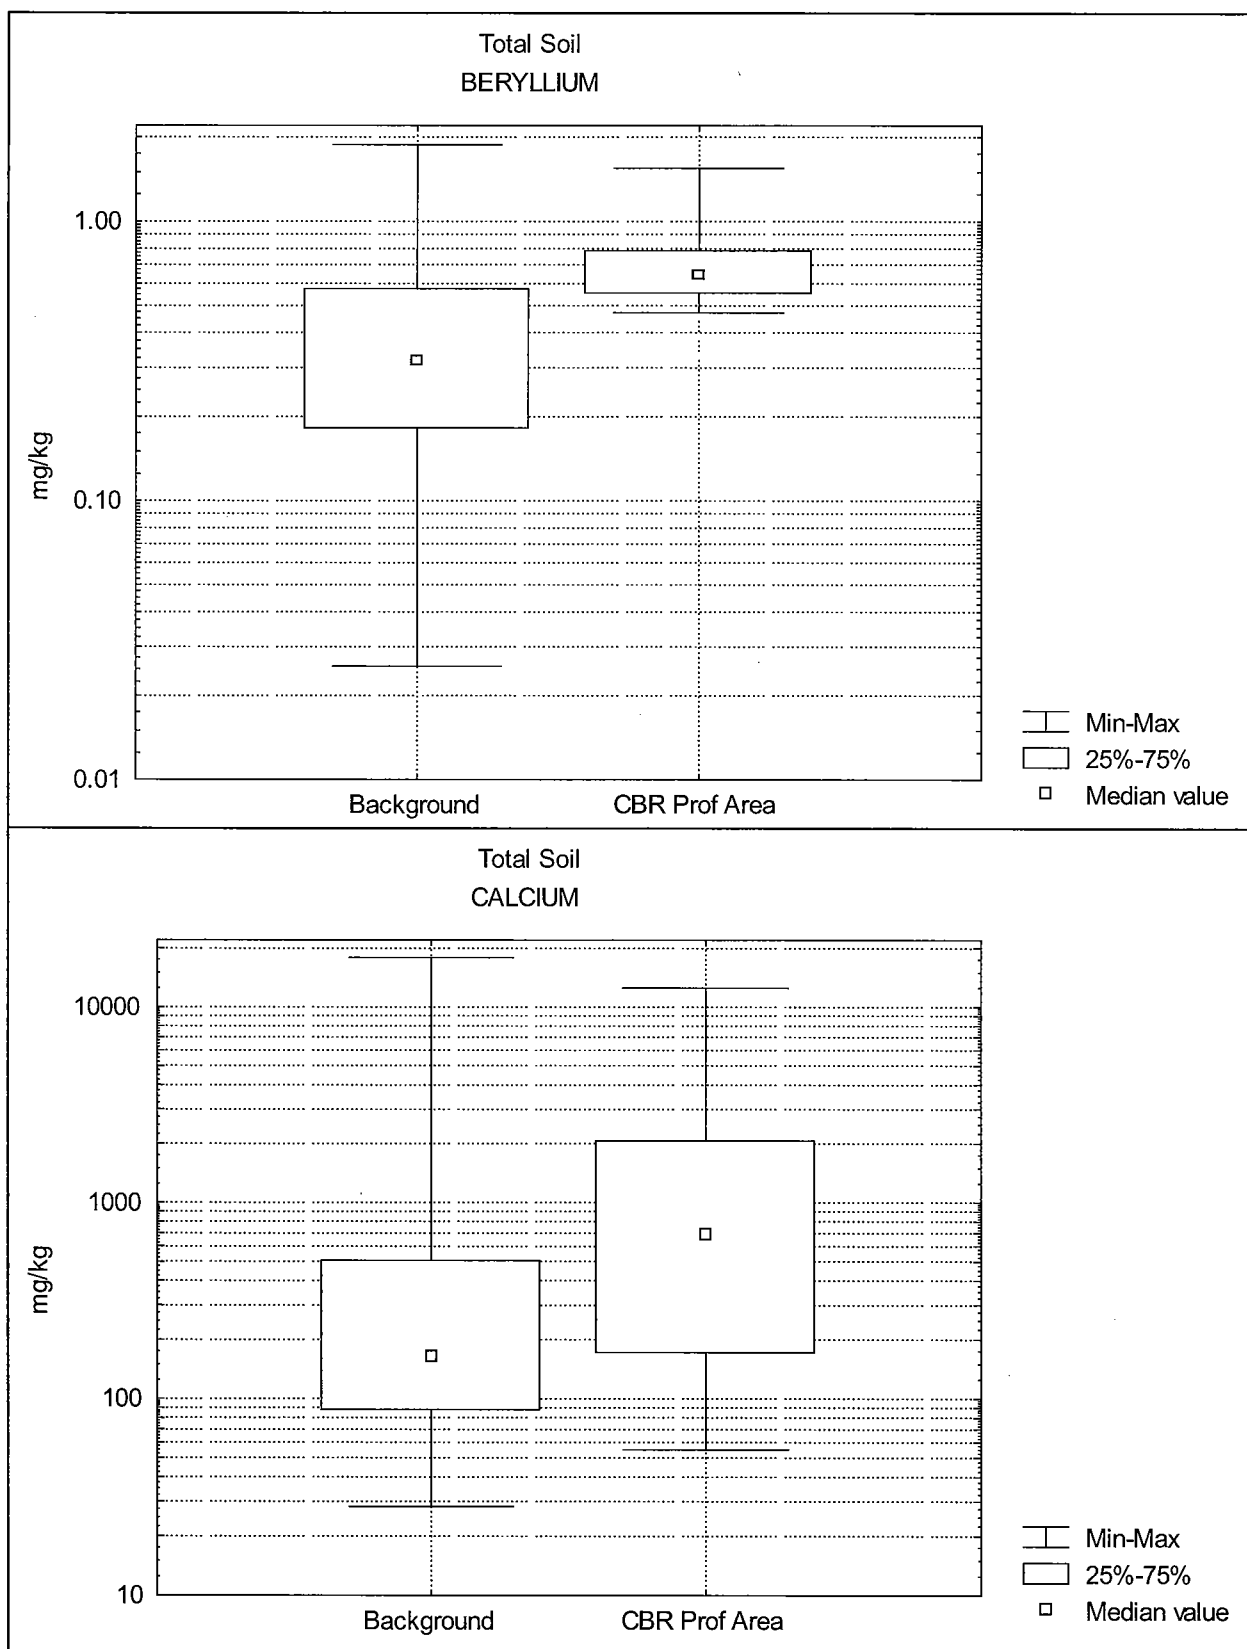 Total Soil
BERYLLIUM
mg/kg
1.00
0.10
0.01
Background
CBR Prof Area
Min-Max
25%-75%
Median value
Total Soil
CALCIUM
mg/kg
10000
1000
100
10
Background
CBR Prof Area
Min-Max
25%-75%
Median value